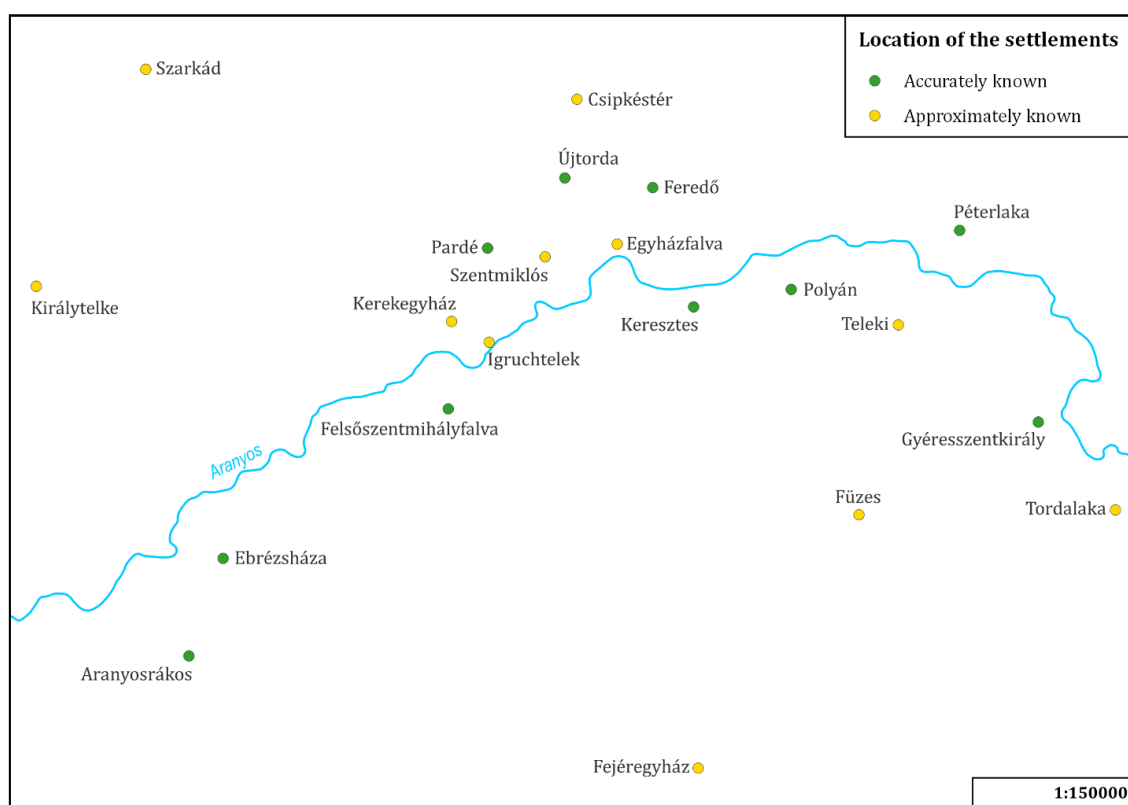 Location of the settlements
Accurately known
Approximately known
Szarkád
Csipkéstér
Újtorda
Feredő
Péterlaka
Pardé
Egyházfalva
Szentmiklós
Királytelke
Kerekegyház
Polyán
Keresztes
Teleki
Igruchtelek
Felsőszentmihályfalva
Gyéresszentkirály
Aranyos
Füzes
Tordalaka
Ebrézsháza
Aranyosrákos
Fejéregyház
1:150000